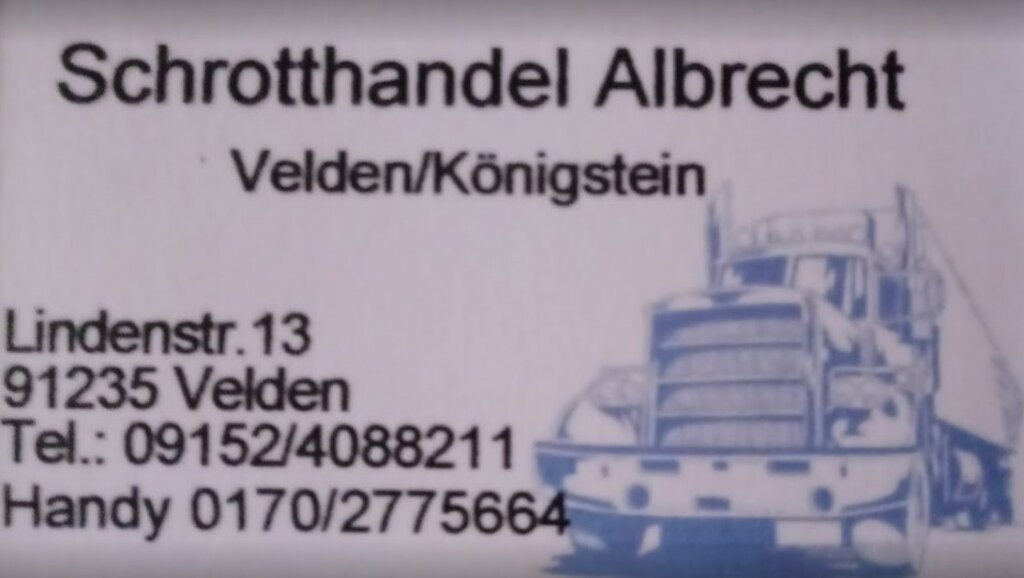 Schrotthandel Albrecht
Velden/Königstein
Lindenstr.13
91235 Velden
Tel.: 09152/4088211
Handy 0170/2775664